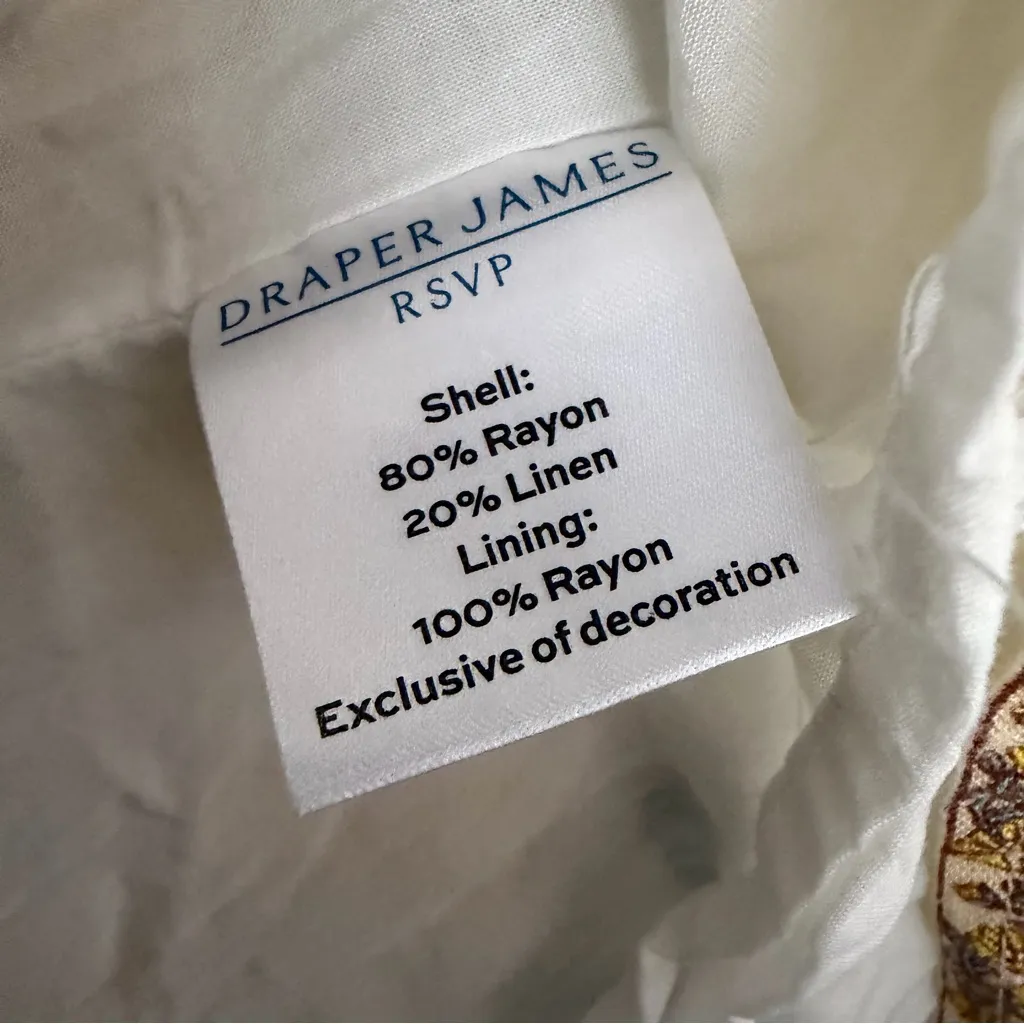 DRAPER JAMES
RSVP
Shell:
80% Rayon
20% Linen
Lining:
100% Rayon
Exclusive of decoration